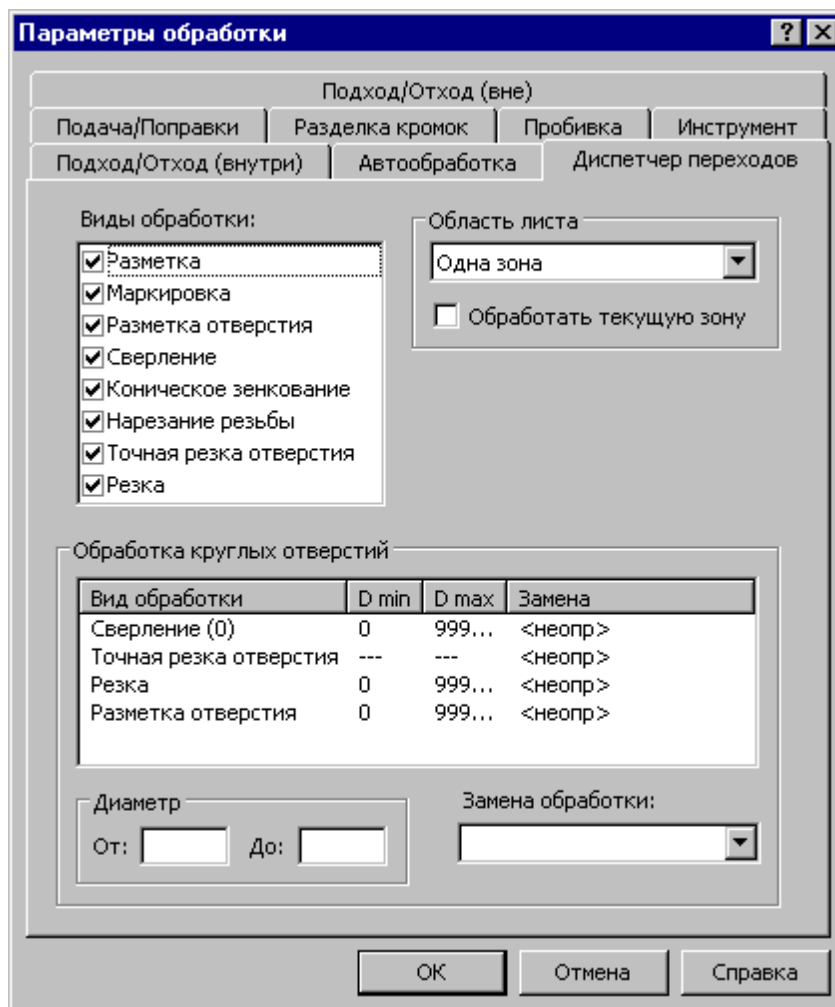 Параметры обработки
Подход/Отход (вне)
Подача/Поправки Разделка кромок Пробивка Инструмент
Подход/Отход (внутри) Автообработка Диспетчер переходов
Виды обработки:
Разметка
Маркировка
Разметка отверстия
Сверление
Коническое зенкование
Нарезание резьбы
Точная резка отверстия
Резка
Область листа
Одна зона
Обработать текущую зону
Обработка круглых отверстий
Вид обработки D min D max Замена
Сверление (0) 0 999... <неопр>
Точная резка отверстия --- --- <неопр>
Резка 0 999... <неопр>
Разметка отверстия 0 999... <неопр>
Диаметр
От: До:
Замена обработки:
ОК Отмена Справка